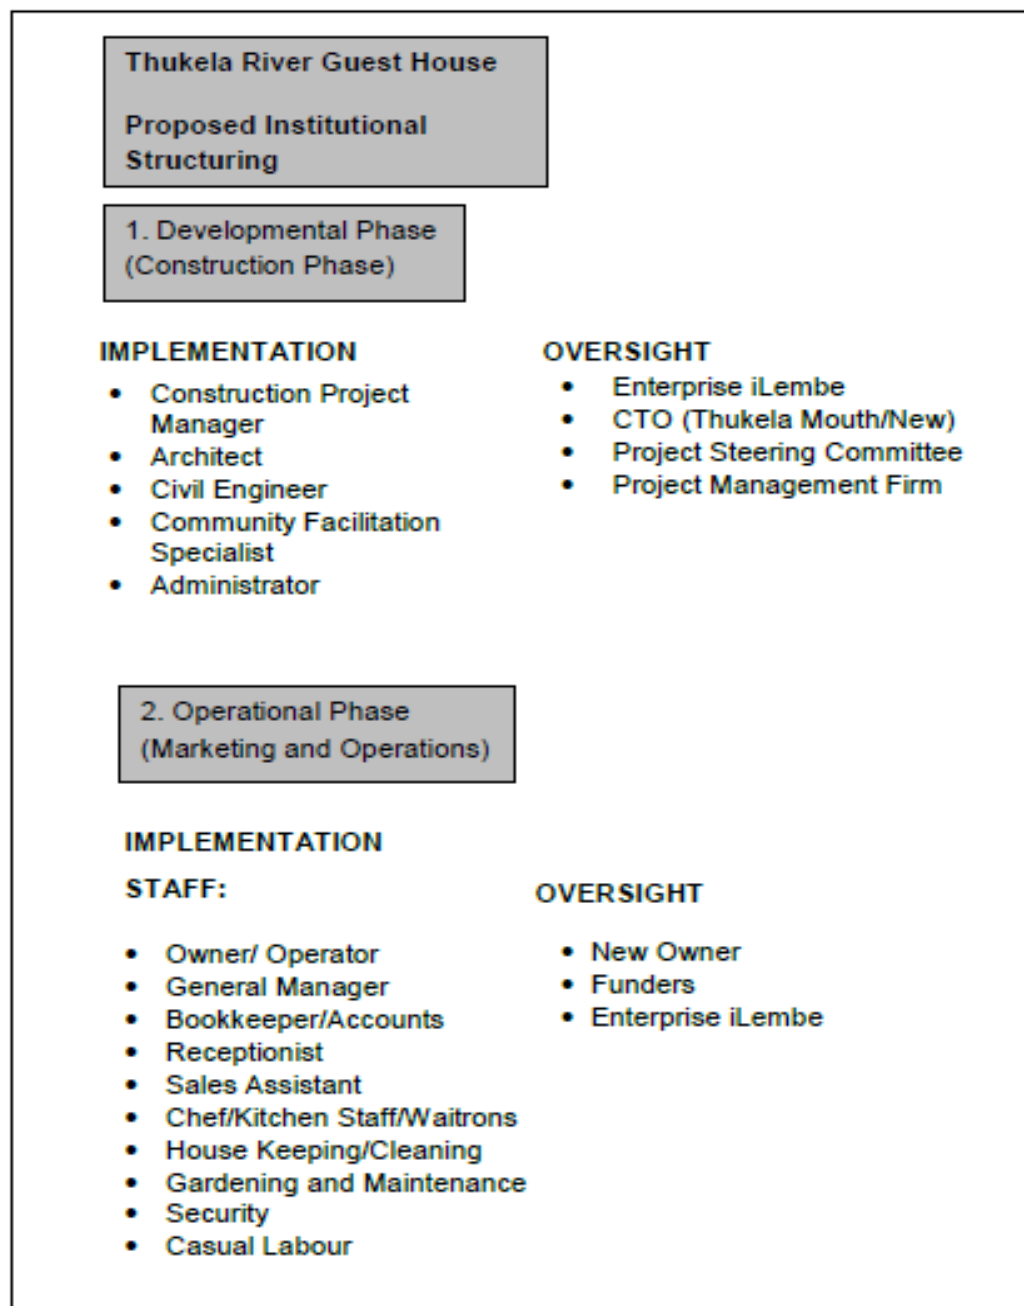 Thukela River Guest House
Proposed Institutional
Structuring
1. Developmental Phase
(Construction Phase)
IMPLEMENTATION
• Construction Project
Manager
• Architect
• Civil Engineer
• Community Facilitation
Specialist
• Administrator
OVERSIGHT
• Enterprise iLembe
• CTO (Thukela Mouth/New)
• Project Steering Committee
• Project Management Firm
2. Operational Phase
(Marketing and Operations)
IMPLEMENTATION
STAFF:
• Owner/ Operator
• General Manager
• Bookkeeper/Accounts
• Receptionist
• Sales Assistant
• Chef/Kitchen Staff/Waitrons
• House Keeping/Cleaning
• Gardening and Maintenance
• Security
• Casual Labour
OVERSIGHT
• New Owner
• Funders
• Enterprise iLembe